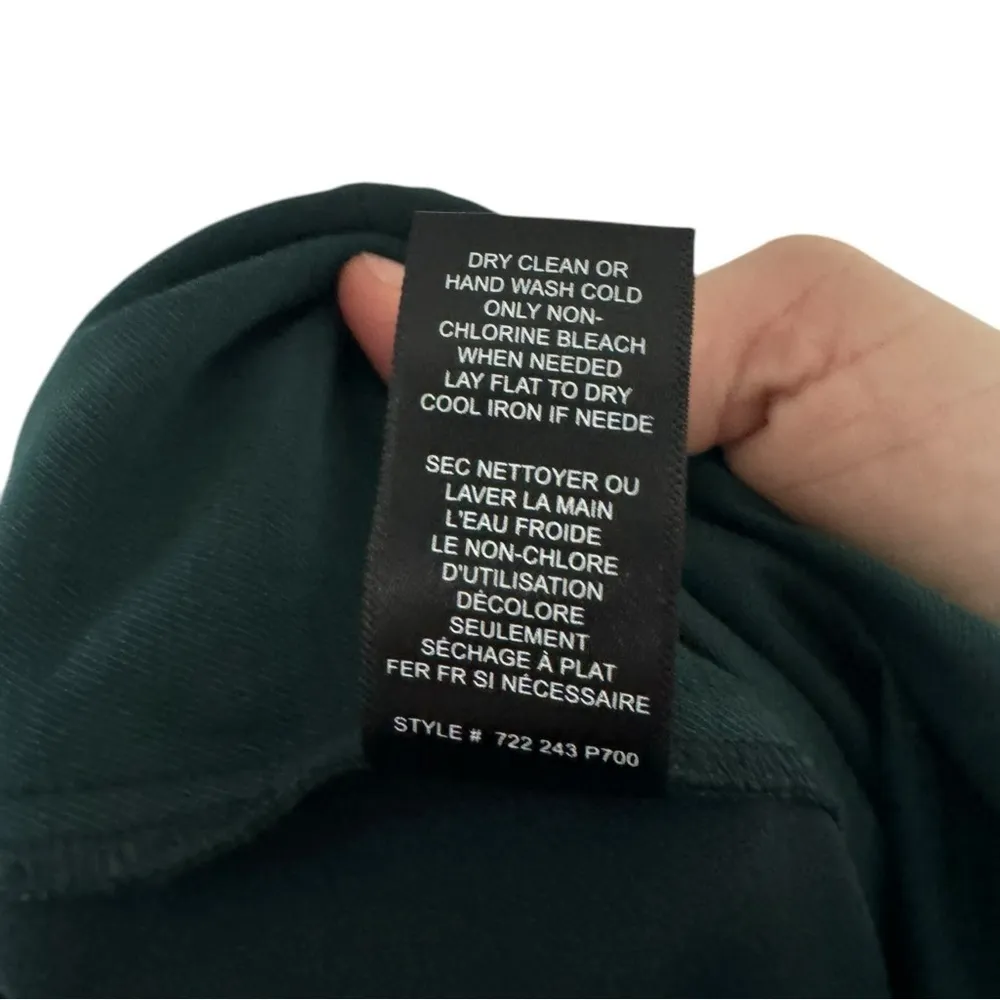 DRY CLEAN OR
HAND WASH COLD
ONLY NON-
CHLORINE BLEACH
WHEN NEEDED
LAY FLAT TO DRY
COOL IRON IF NEEDE
SEC NETTOYER OU
LAVER LA MAIN
L'EAU FROIDE
LE NON-CHLORE
D'UTILISATION
DÉCOLORE
SEULEMENT
SÉCHAGE À PLAT
FER FR SI NÉCESSAIRE
STYLE # 722 243 P700